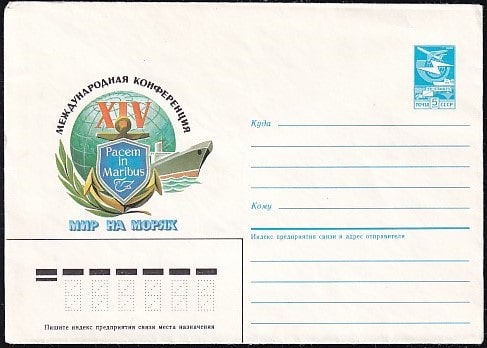 МЕЖДУНАРОДНАЯ КОНФЕРЕНЦИЯ
XIV
Pacem
in
Maribus
МИР НА МОРЯХ
ПОЧТА 5 СССР
Куда
Кому
Индекс предприятия связи и адрес отправителя
Пишите индекс предприятия связи места назначения